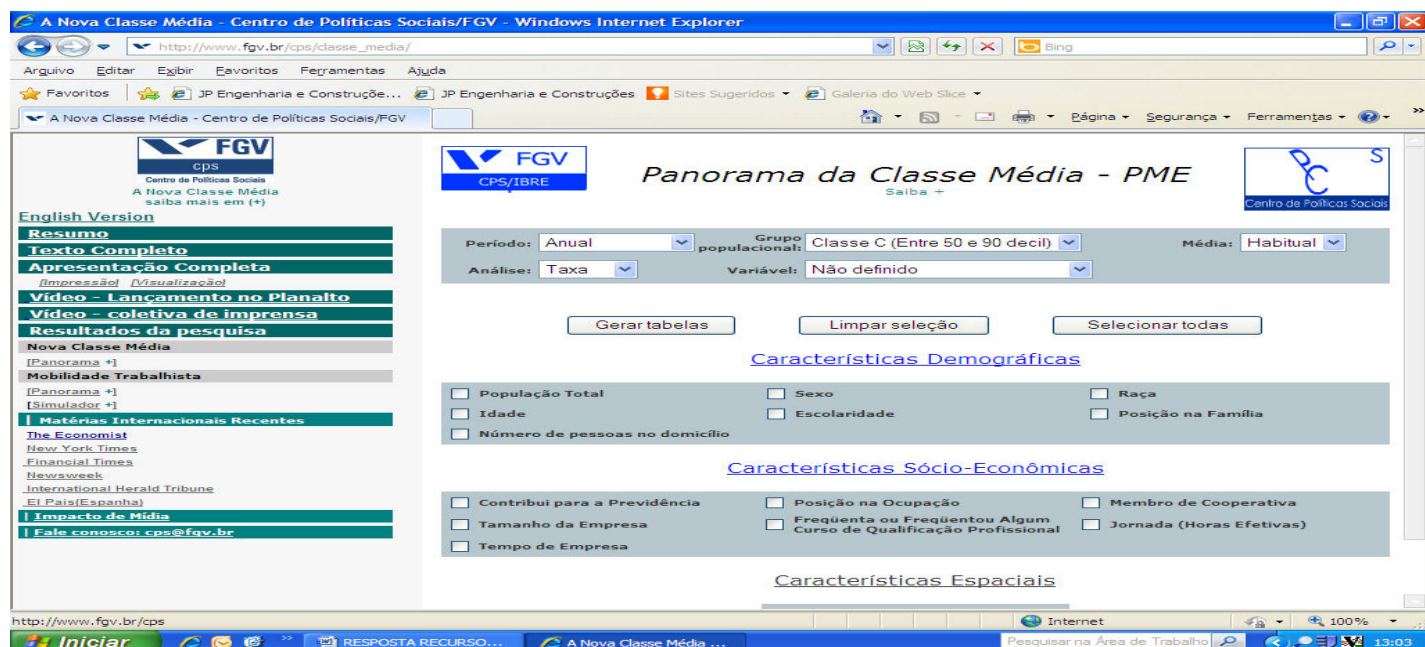 A Nova Classe Média - Centro de Políticas Sociais/FGV - Windows Internet Explorer
http://www.fgv.br/cps/classe_media/
Bing
Arquivo Editar Exibir Favoritos Ferramentas Ajuda
Favoritos JP Engenharia e Construçõe... JP Engenharia e Construções Sites Sugeridos Galeria do Web Slice
A Nova Classe Média - Centro de Políticas Sociais/FGV
Página Segurança Ferramentas
FGV
cps
Centro de Políticas Sociais
A Nova Classe Média
saiba mais em (+)
English Version
Resumo
Texto Completo
Apresentação Completa
[Impressão] [Visualização]
Vídeo - Lançamento no Planalto
Vídeo - coletiva de imprensa
Resultados da pesquisa
Nova Classe Média
[Panorama +]
Mobilidade Trabalhista
[Panorama +]
[Simulador +]
| Matérias Internacionais Recentes
The Economist
New York Times
Financial Times
Newsweek
International Herald Tribune
El Pais(Espanha)
| Impacto de Mídia
| Fale conosco: cps@fgv.br
FGV
CPS/IBRE
Panorama da Classe Média - PME
Saiba +
CPS
Centro de Políticas Sociais
Período: Anual Grupo populacional: Classe C (Entre 50 e 90 decil) Média: Habitual
Análise: Taxa Variável: Não definido
Gerar tabelas Limpar seleção Selecionar todas
Características Demográficas
População Total Sexo Raça
Idade Escolaridade Posição na Família
Número de pessoas no domicílio
Características Sócio-Econômicas
Contribui para a Previdência Posição na Ocupação Membro de Cooperativa
Tamanho da Empresa Freqüenta ou Freqüentou Algum Curso de Qualificação Profissional Jornada (Horas Efetivas)
Tempo de Empresa
Características Espaciais
http://www.fgv.br/cps Internet 100%
Iniciar RESPOSTA RECURSO... A Nova Classe Média ... Pesquisar na Área de Trabalho 13:03